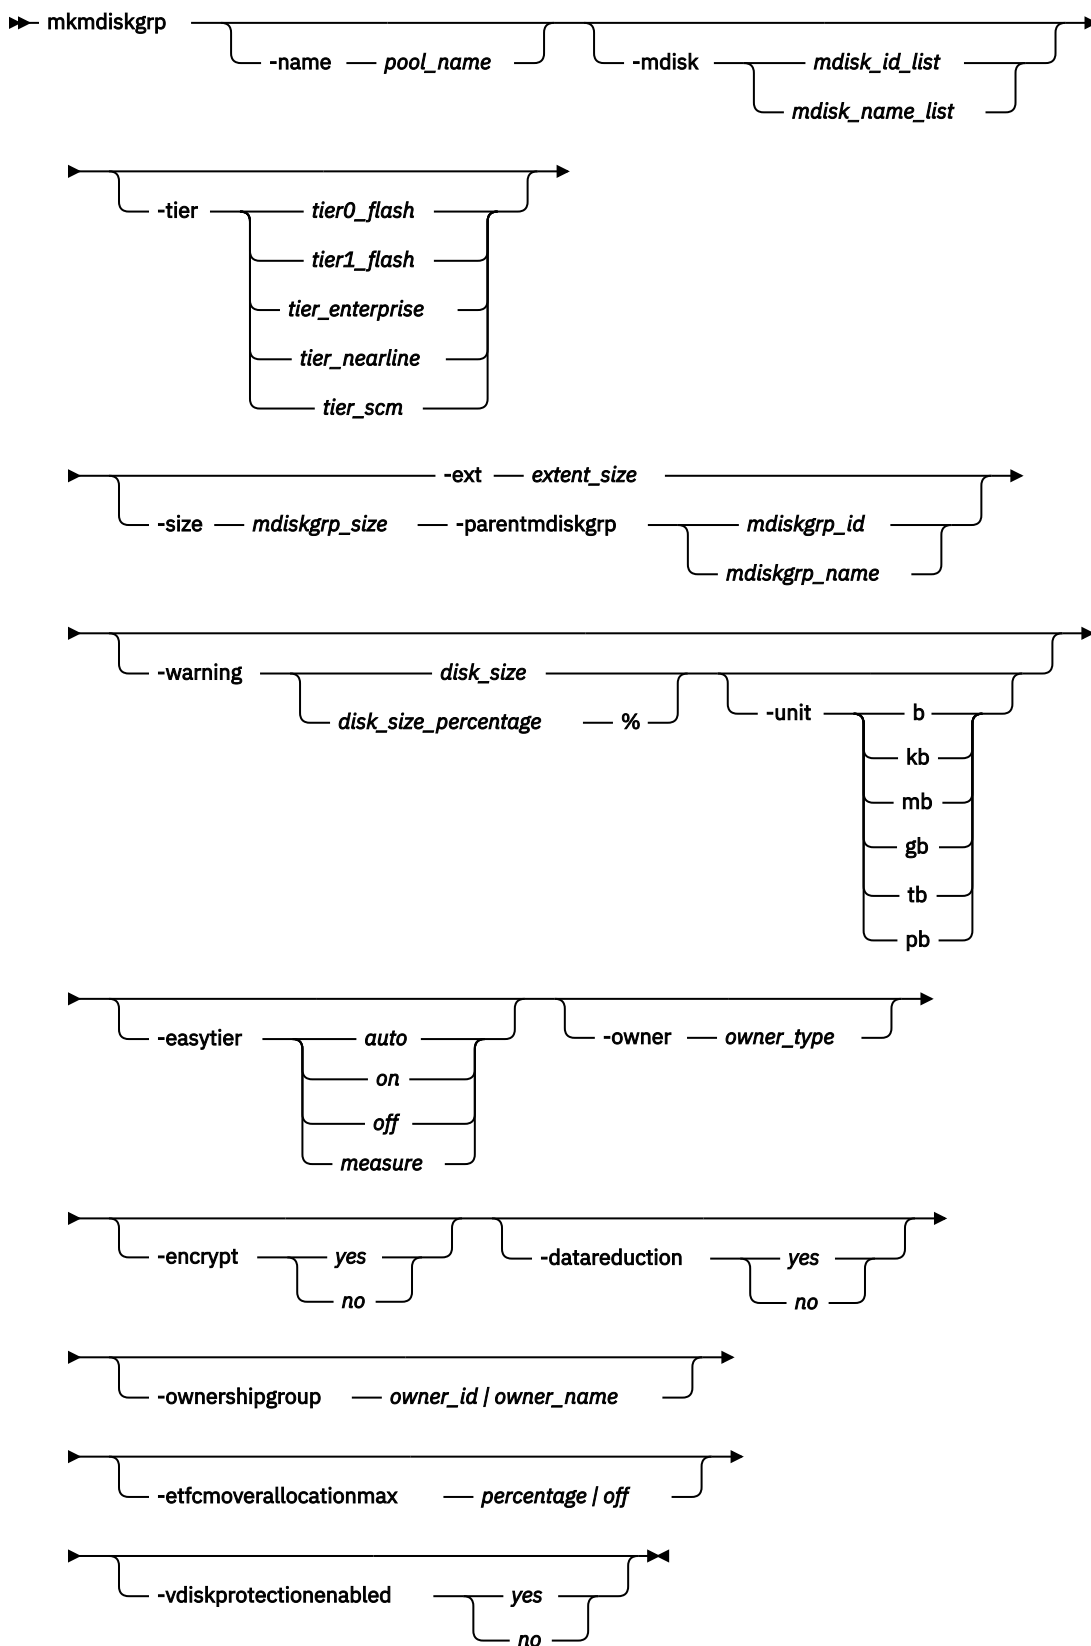 mkmdiskgrp
-name pool_name -mdisk mdisk_id_list
mdisk_name_list
-tier tier0_flash
tier1_flash
tier_enterprise
tier_nearline
tier_scm
-ext extent_size
-size mdiskgrp_size -parentmdiskgrp mdiskgrp_id
mdiskgrp_name
-warning disk_size
disk_size_percentage % -unit b
kb
mb
gb
tb
pb
-easytier auto -owner owner_type
on
off
measure
-encrypt yes -datareduction yes
no no
-ownershipgroup owner_id | owner_name
-etfcmoverallocationmax percentage | off
-vdiskprotectionenabled yes
no